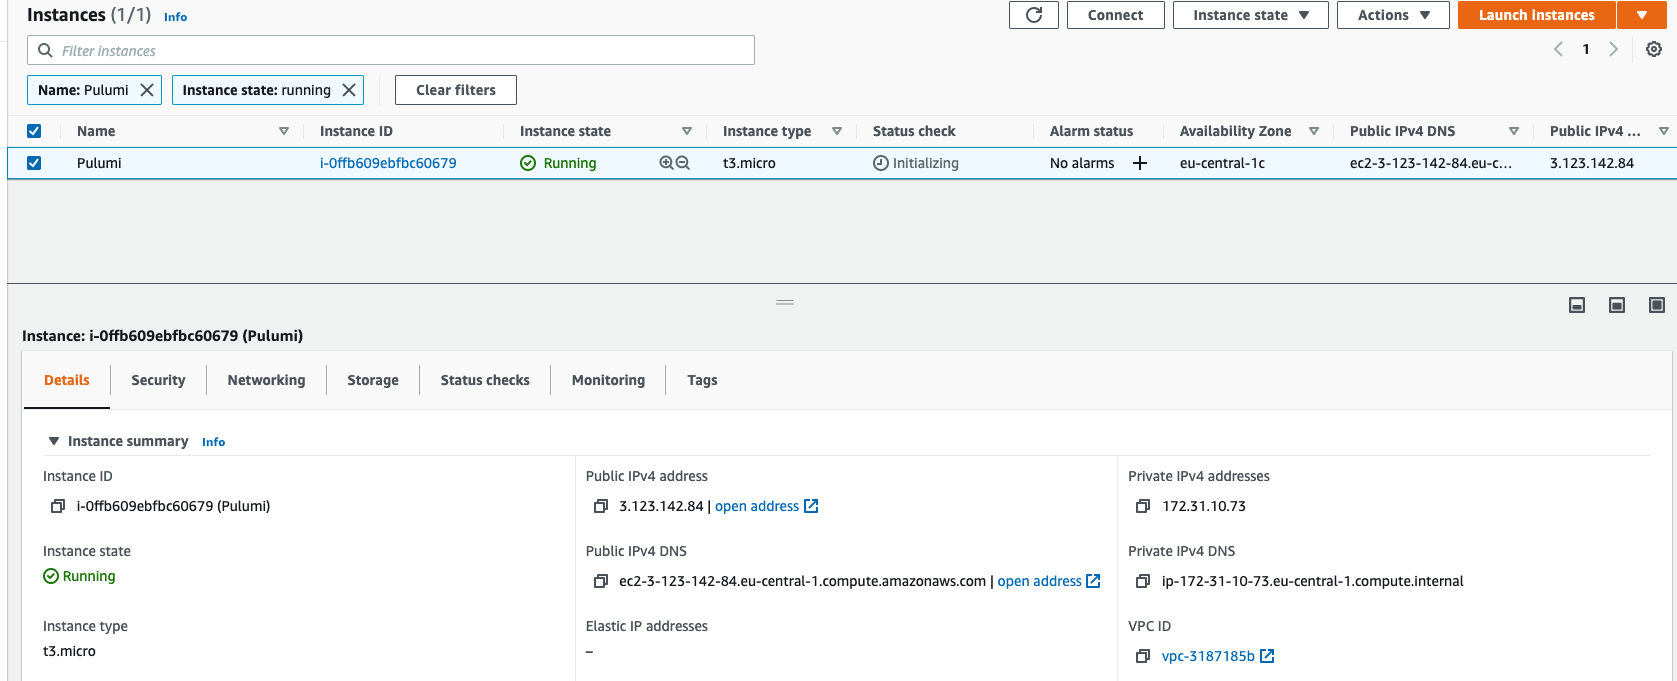 Instances (1/1) Info Connect Instance state Actions Launch instances
Filter instances 1
Name: Pulumi Instance state: running Clear filters
Name Instance ID Instance state Instance type Status check Alarm status Availability Zone Public IPv4 DNS Public IPv4 ...
Pulumi i-0ffb609ebfbc60679 Running t3.micro Initializing No alarms + eu-central-1c ec2-3-123-142-84.eu-c... 3.123.142.84
Instance: i-0ffb609ebfbc60679 (Pulumi)
Details Security Networking Storage Status checks Monitoring Tags
Instance summary Info
Instance ID Public IPv4 address Private IPv4 addresses
i-0ffb609ebfbc60679 (Pulumi) 3.123.142.84 | open address 172.31.10.73
Instance state Public IPv4 DNS Private IPv4 DNS
Running ec2-3-123-142-84.eu-central-1.compute.amazonaws.com | open address ip-172-31-10-73.eu-central-1.compute.internal
Instance type Elastic IP addresses VPC ID
t3.micro – vpc-3187185b